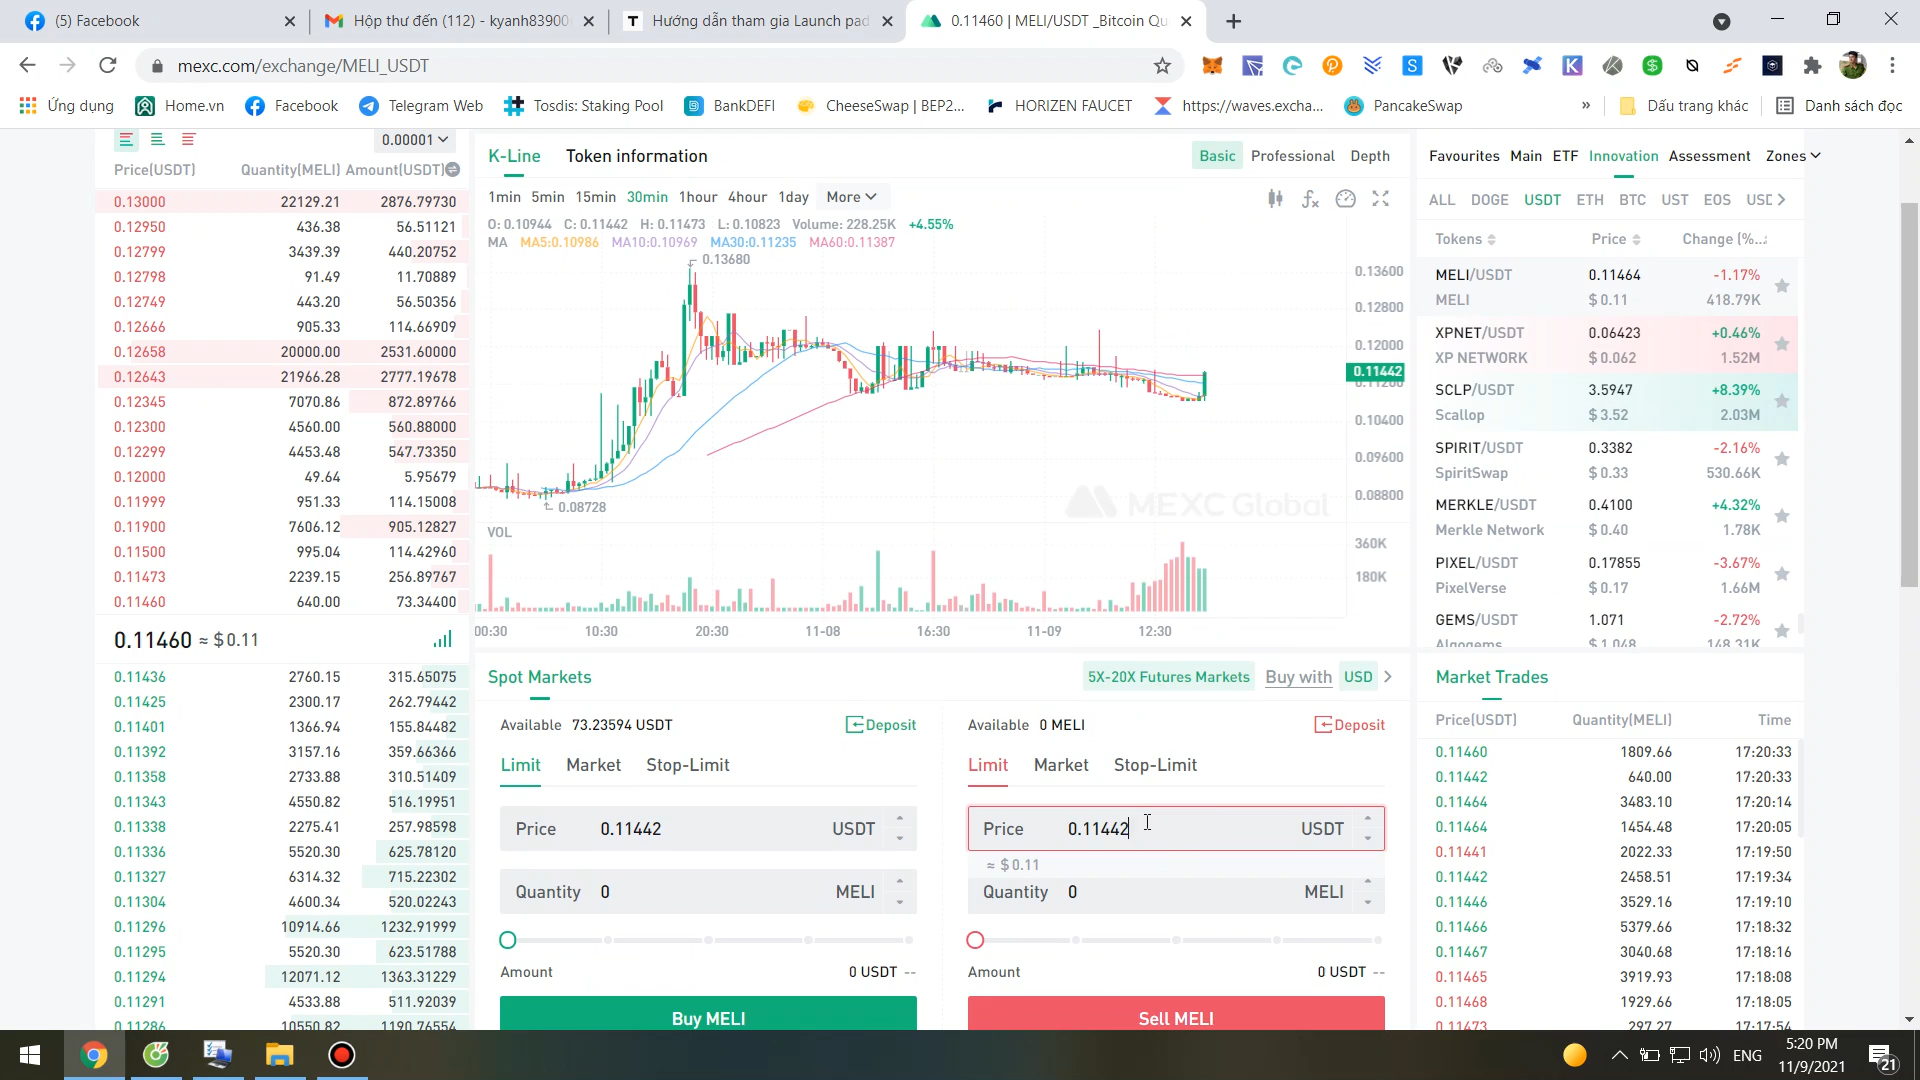 (5) Facebook
Hộp thư đến (112) - kyanh83900
Hướng dẫn tham gia Launch pad
0.11460 | MELI/USDT _Bitcoin Qu
mexc.com/exchange/MELI_USDT
Ứng dụng
Home.vn
Facebook
Telegram Web
Tosdis: Staking Pool
BankDEFI
CheeseSwap | BEP2...
HORIZEN FAUCET
https://waves.excha...
PancakeSwap
»
Dấu trang khác
Danh sách đọc
0.00001
Price(USDT) Quantity(MELI) Amount(USDT)
0.13000 22129.21 2876.79730
0.12950 436.38 56.51121
0.12799 3439.39 440.20752
0.12798 91.49 11.70889
0.12749 443.20 56.50356
0.12666 905.33 114.66909
0.12658 20000.00 2531.60000
0.12643 21966.28 2777.19678
0.12345 7070.86 872.89766
0.12300 4560.00 560.88000
0.12299 4453.48 547.73350
0.12000 49.64 5.95679
0.11999 951.33 114.15008
0.11900 7606.12 905.12827
0.11500 995.04 114.42960
0.11473 2239.15 256.89767
0.11460 640.00 73.34400
0.11460 ≈ $0.11
0.11436 2760.15 315.65075
0.11425 2300.17 262.79442
0.11401 1366.94 155.84482
0.11392 3157.16 359.66366
0.11358 2733.88 310.51409
0.11343 4550.82 516.19951
0.11338 2275.41 257.98598
0.11336 5520.30 625.78120
0.11327 6314.32 715.22302
0.11304 4600.34 520.02243
0.11296 10914.66 1232.91999
0.11295 5520.30 623.51788
0.11294 12071.12 1363.31229
0.11291 4533.88 511.92039
0.11286 10550.82 1190.76554
K-Line Token information
Basic Professional Depth
1min 5min 15min 30min 1hour 4hour 1day More
O: 0.10944 C: 0.11442 H: 0.11473 L: 0.10823 Volume: 228.25K +4.55%
MA MA5:0.10986 MA10:0.10969 MA30:0.11235 MA60:0.11387
0.13680
0.08728
0.13600
0.12800
0.12000
0.11442
0.11200
0.10400
0.09600
0.08800
MEXC Global
VOL
360K
180K
00:30 10:30 20:30 11-08 16:30 11-09 12:30
Spot Markets
5X-20X Futures Markets
Buy with USD
Available 73.23594 USDT
Deposit
Limit Market Stop-Limit
Price 0.11442 USDT
Quantity 0 MELI
Amount 0 USDT --
Buy MELI
Available 0 MELI
Deposit
Limit Market Stop-Limit
Price 0.11442 USDT
≈ $0.11
Quantity 0 MELI
Amount 0 USDT --
Sell MELI
Favourites Main ETF Innovation Assessment Zones
ALL DOGE USDT ETH BTC UST EOS
Tokens Price Change (%...
MELI/USDT 0.11464 -1.17%
MELI $ 0.11 418.79K
XPNET/USDT 0.06423 +0.46%
XP NETWORK $ 0.062 1.52M
SCLP/USDT 3.5947 +8.39%
Scallop $ 3.52 2.03M
SPIRIT/USDT 0.3382 -2.16%
SpiritSwap $ 0.33 530.66K
MERKLE/USDT 0.4100 +4.32%
Merkle Network $ 0.40 1.78K
PIXEL/USDT 0.17855 -3.67%
PixelVerse $ 0.17 1.66M
GEMS/USDT 1.071 -2.72%
Algogems $ 1.048 148.31K
Market Trades
Price(USDT) Quantity(MELI) Time
0.11460 1809.66 17:20:33
0.11442 640.00 17:20:33
0.11464 3483.10 17:20:14
0.11464 1454.48 17:20:05
0.11441 2022.33 17:19:50
0.11442 2458.51 17:19:34
0.11446 3529.16 17:19:10
0.11466 5379.66 17:18:32
0.11467 3040.68 17:18:16
0.11465 3919.93 17:18:08
0.11468 1929.66 17:18:05
0.11473 297.27 17:17:54
ENG
5:20 PM
11/9/2021
21